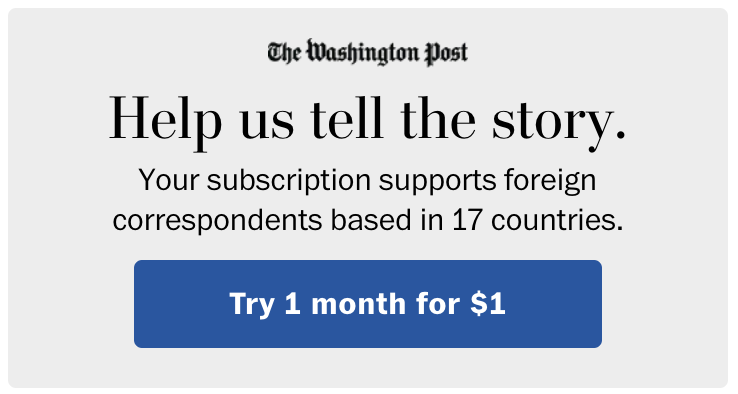 The Washington Post
Help us tell the story.
Your subscription supports foreign
correspondents based in 17 countries.
Try 1 month for $1